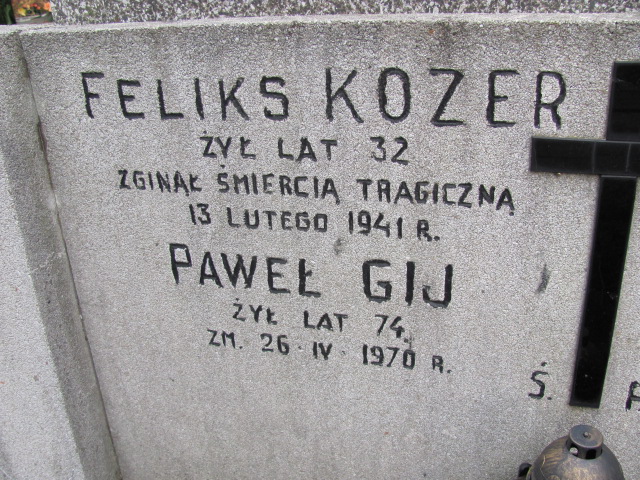 FELIKS KOZER
ŻYŁ LAT 32
ZGINĄŁ ŚMIERCIĄ TRAGICZNĄ
13 LUTEGO 1941 R.
PAWEŁ GIJ
ŻYŁ LAT 74.
ZM. 26 · IV · 1970 R.
Ś.